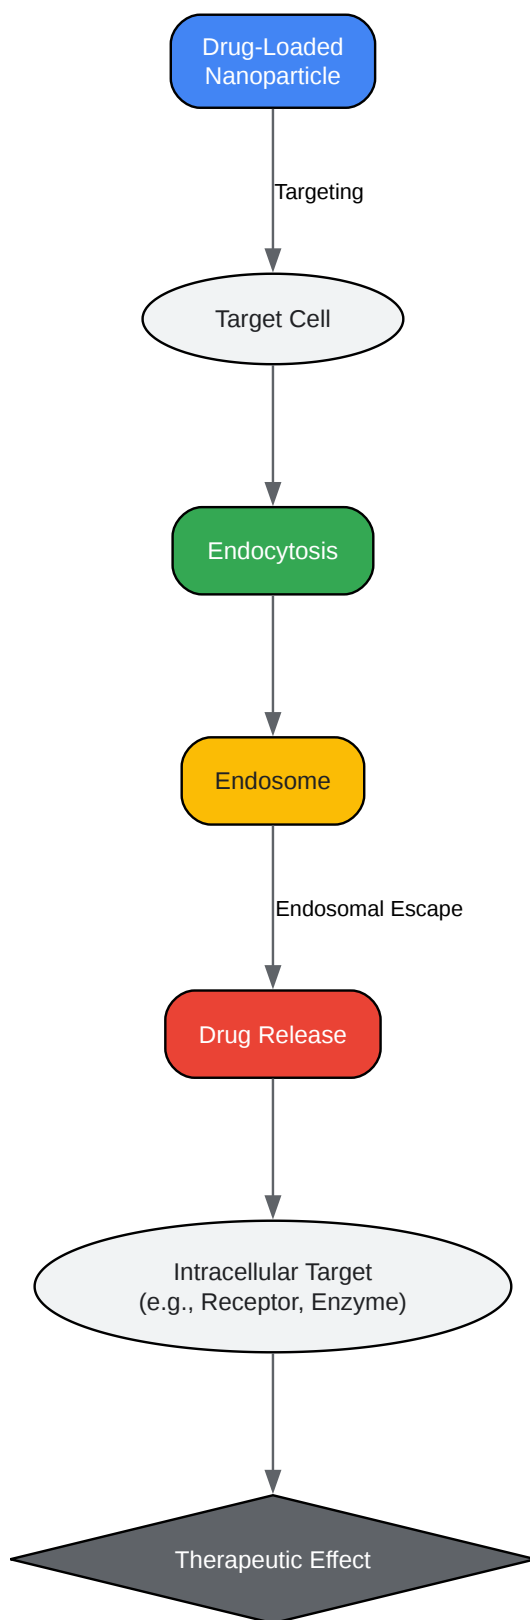 Drug-Loaded
Nanoparticle
Targeting
Target Cell
Endocytosis
Endosome
Endosomal Escape
Drug Release
Intracellular Target
(e.g., Receptor, Enzyme)
Therapeutic Effect